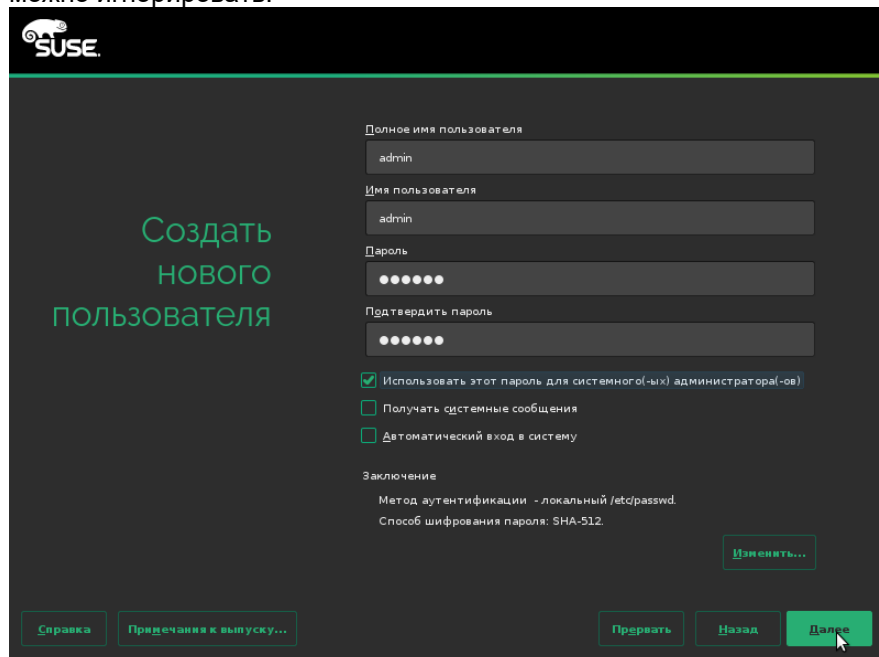 можно игнорировать.
SUSE.
Создать
нового
пользователя
Полное имя пользователя
admin
Имя пользователя
admin
Пароль
●●●●●●
Подтвердить пароль
●●●●●●
Использовать этот пароль для системного(-ых) администратора(-ов)
Получать системные сообщения
Автоматический вход в систему
Заключение
Метод аутентификации - локальный /etc/passwd.
Способ шифрования пароля: SHA-512.
Изменить...
Справка
Примечания к выпуску...
Прервать
Назад
Далее